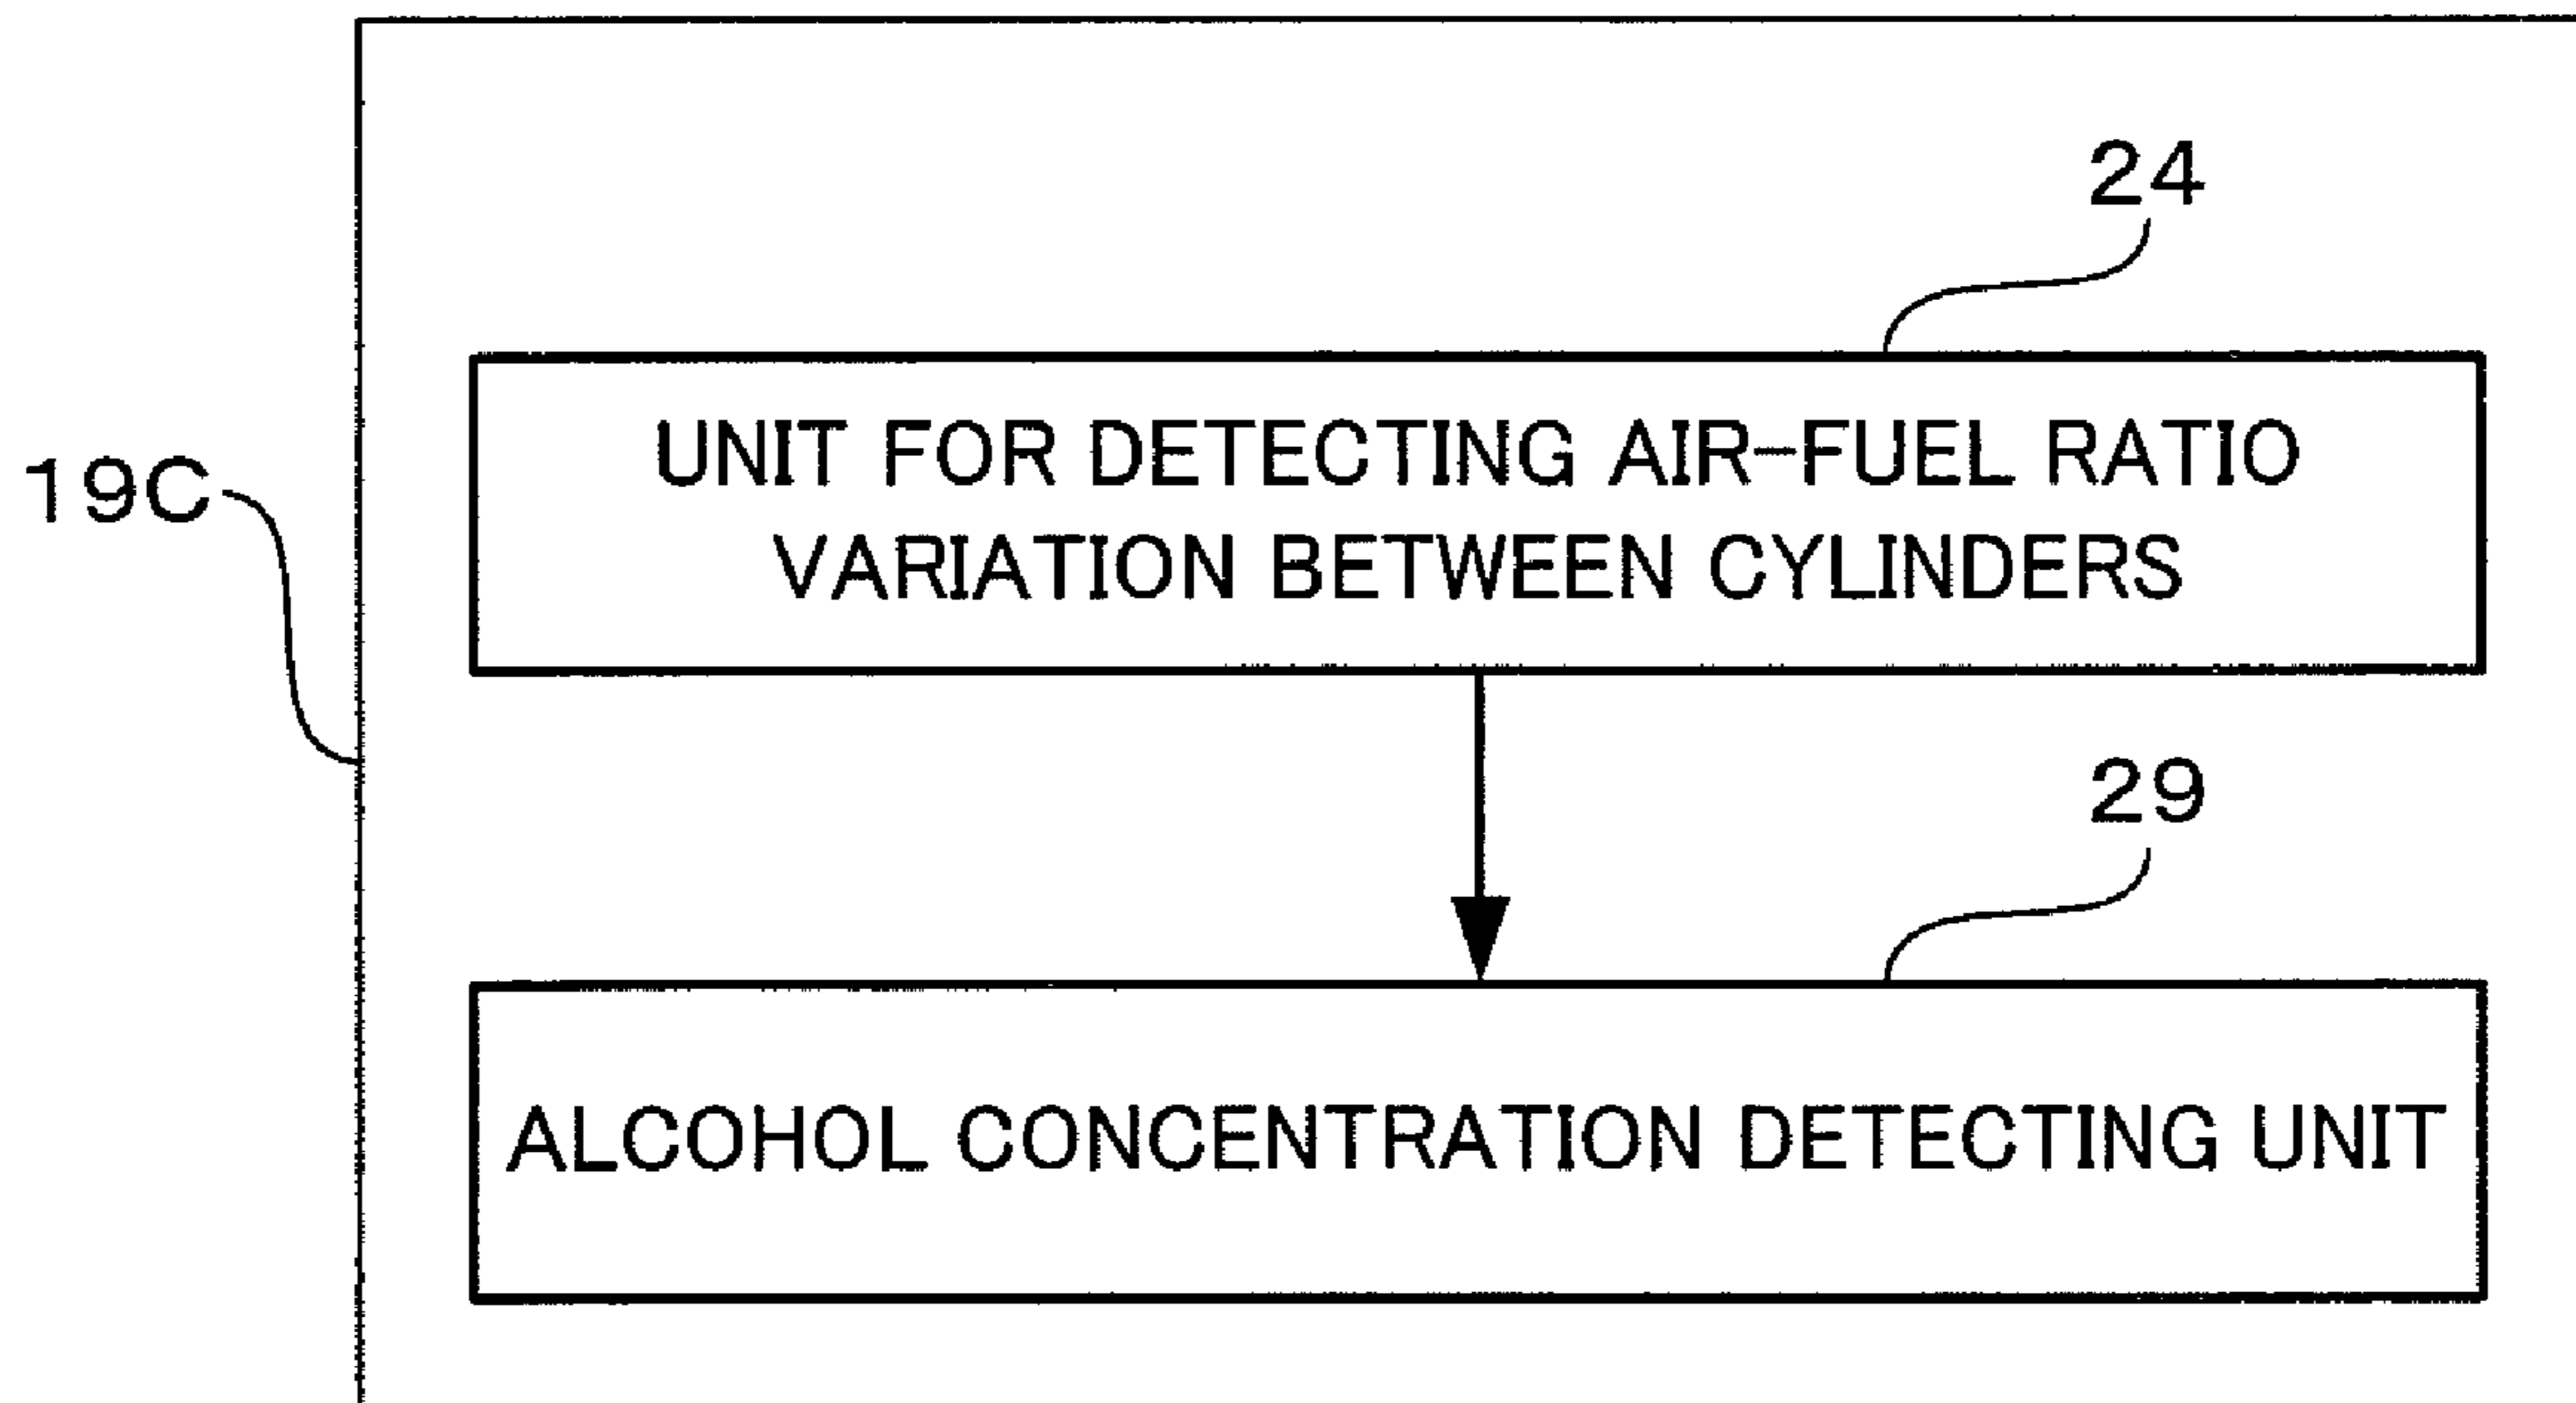 24
19C
UNIT FOR DETECTING AIR-FUEL RATIO
VARIATION BETWEEN CYLINDERS
29
ALCOHOL CONCENTRATION DETECTING UNIT